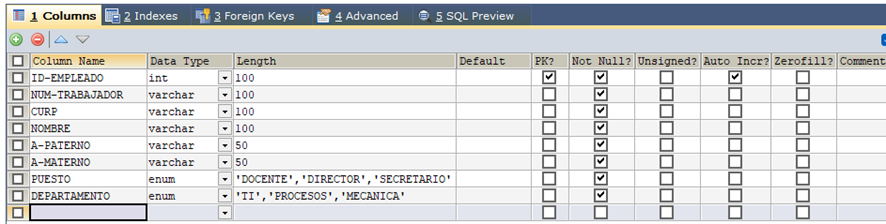 1 Columns 2 Indexes 3 Foreign Keys 4 Advanced 5 SQL Preview
Column Name Data Type Length Default PK? Not Null? Unsigned? Auto Incr? Zerofill? Comment
ID-EMPLEADO int 100
NUM-TRABAJADOR varchar 100
CURP varchar 100
NOMBRE varchar 100
A-PATERNO varchar 50
A-MATERNO varchar 50
PUESTO enum 'DOCENTE','DIRECTOR','SECRETARIO'
DEPARTAMENTO enum 'TI','PROCESOS','MECANICA'